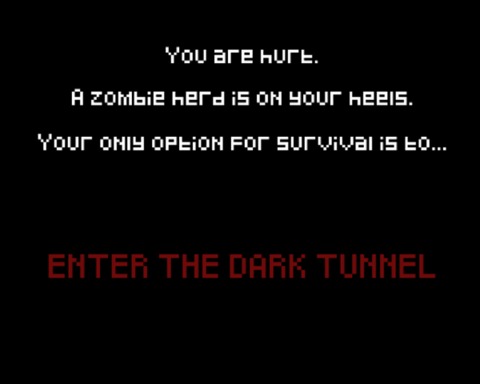 You are hurt.
A zombie herd is on your heels.
Your only option for survival is to...
ENTER THE DARK TUNNEL